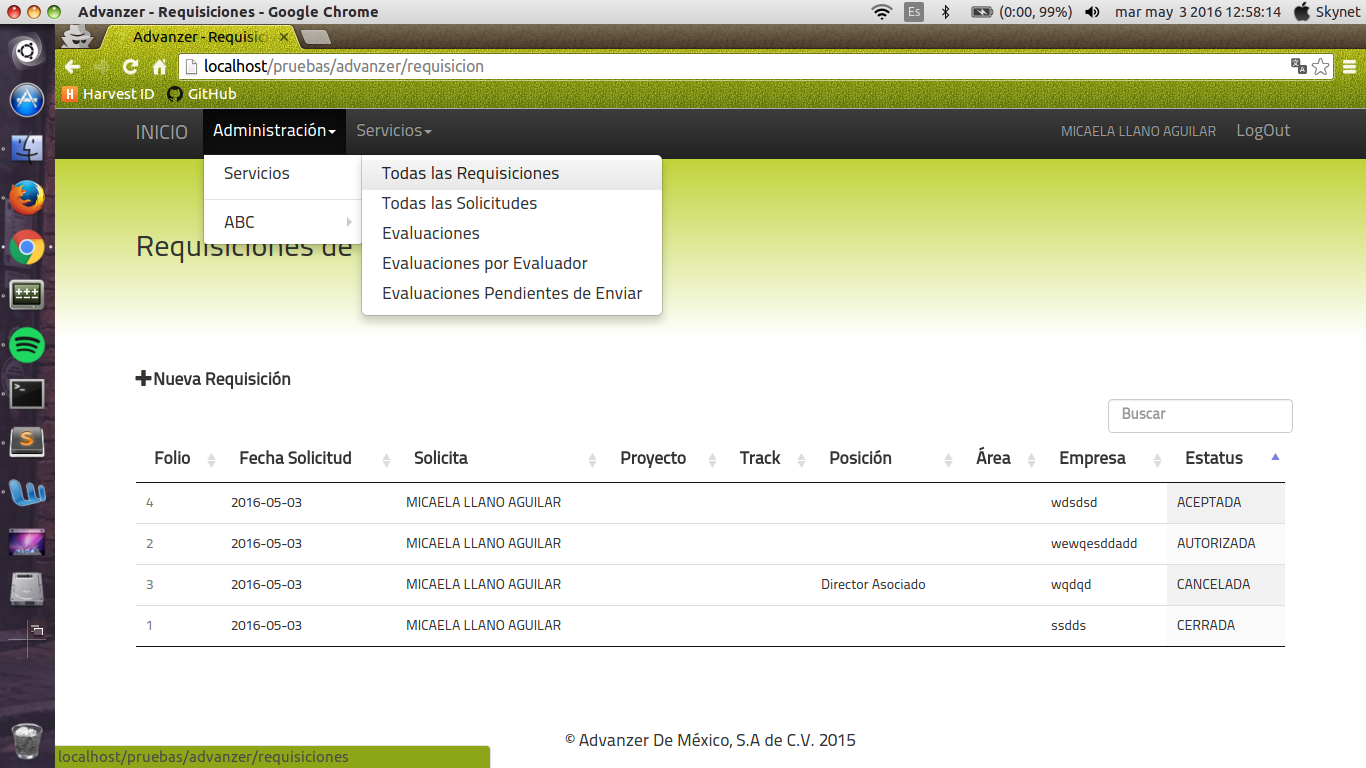 Advanzer - Requisiciones - Google Chrome
Es
(0:00, 99%)
mar may 3 2016 12:58:14
Skynet
Advanzer - Requisic
localhost/pruebas/advanzer/requisicion
Harvest ID
GitHub
INICIO
Administración
Servicios
MICAELA LLANO AGUILAR
LogOut
Servicios
ABC
Todas las Requisiciones
Todas las Solicitudes
Evaluaciones
Evaluaciones por Evaluador
Evaluaciones Pendientes de Enviar
Requisiciones de
Nueva Requisición
Buscar
Folio Fecha Solicitud Solicita Proyecto Track Posición Área Empresa Estatus
4 2016-05-03 MICAELA LLANO AGUILAR wdsdsd ACEPTADA
2 2016-05-03 MICAELA LLANO AGUILAR wewqesddadd AUTORIZADA
3 2016-05-03 MICAELA LLANO AGUILAR Director Asociado wqdqd CANCELADA
1 2016-05-03 MICAELA LLANO AGUILAR ssdds CERRADA
© Advanzer De México, S.A de C.V. 2015
localhost/pruebas/advanzer/requisiciones